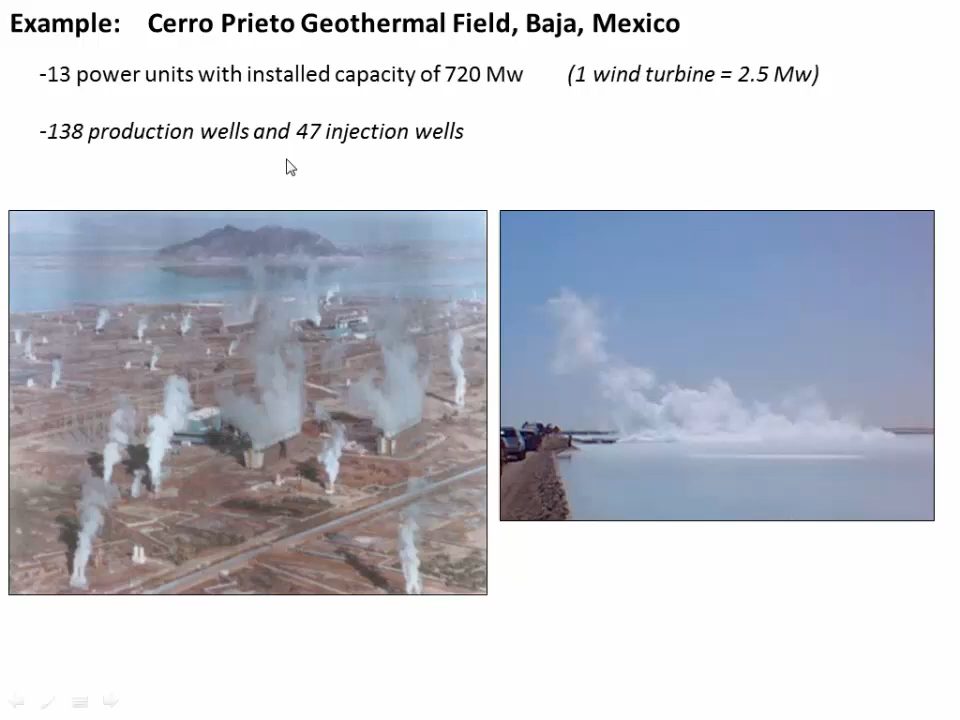 Example: Cerro Prieto Geothermal Field, Baja, Mexico
-13 power units with installed capacity of 720 Mw (1 wind turbine = 2.5 Mw)
-138 production wells and 47 injection wells